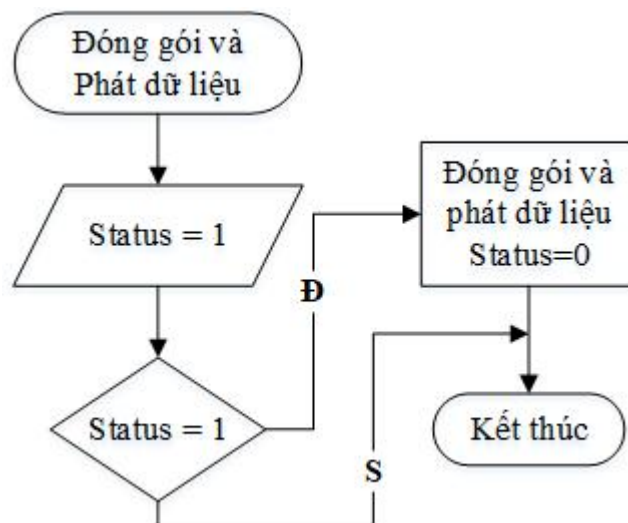 Đóng gói và
Phát dữ liệu
Status = 1
Đ
Status = 1
Đóng gói và
phát dữ liệu
Status=0
S
Kết thúc